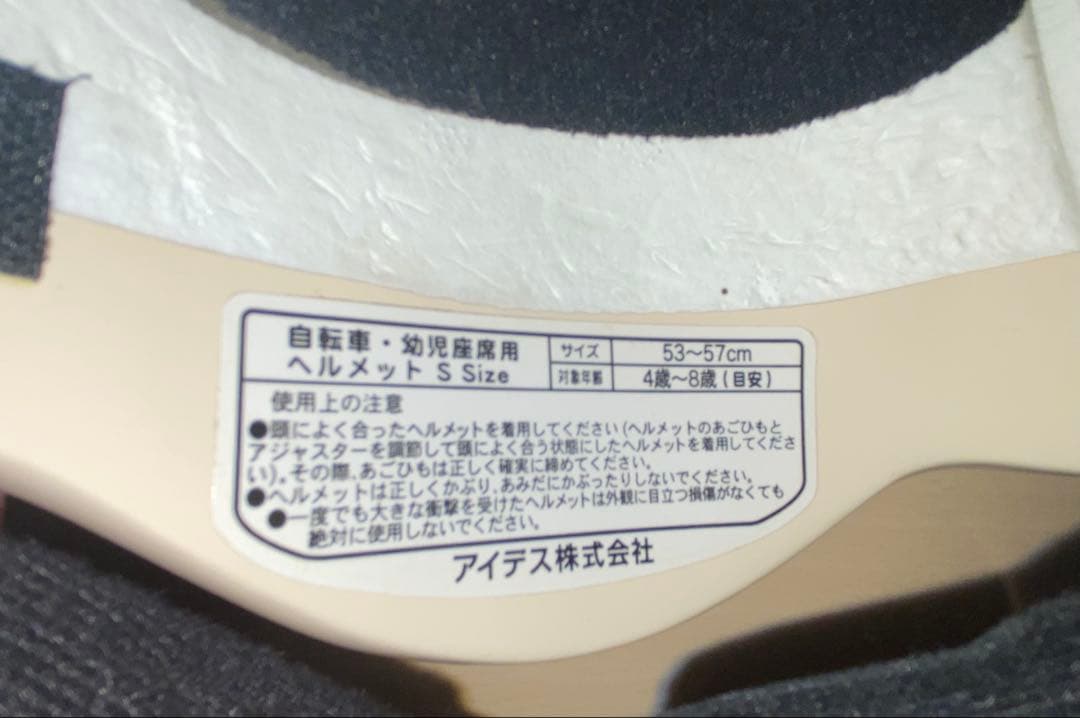 自転車・幼児座席用
ヘルメット S Size
サイズ 53～57cm
対象年齢 4歳～8歳(目安)
使用上の注意
●頭によく合ったヘルメットを着用してください(ヘルメットのあごひもと
アジャスターを調節して頭によく合う状態にしたヘルメットを着用してくださ
い)。その際、あごひもは正しく確実に締めてください。
●ヘルメットは正しくかぶり、あみだにかぶったりしないでください。
●一度でも大きな衝撃を受けたヘルメットは外観に目立つ損傷がなくても
絶対に使用しないでください。
アイデス株式会社